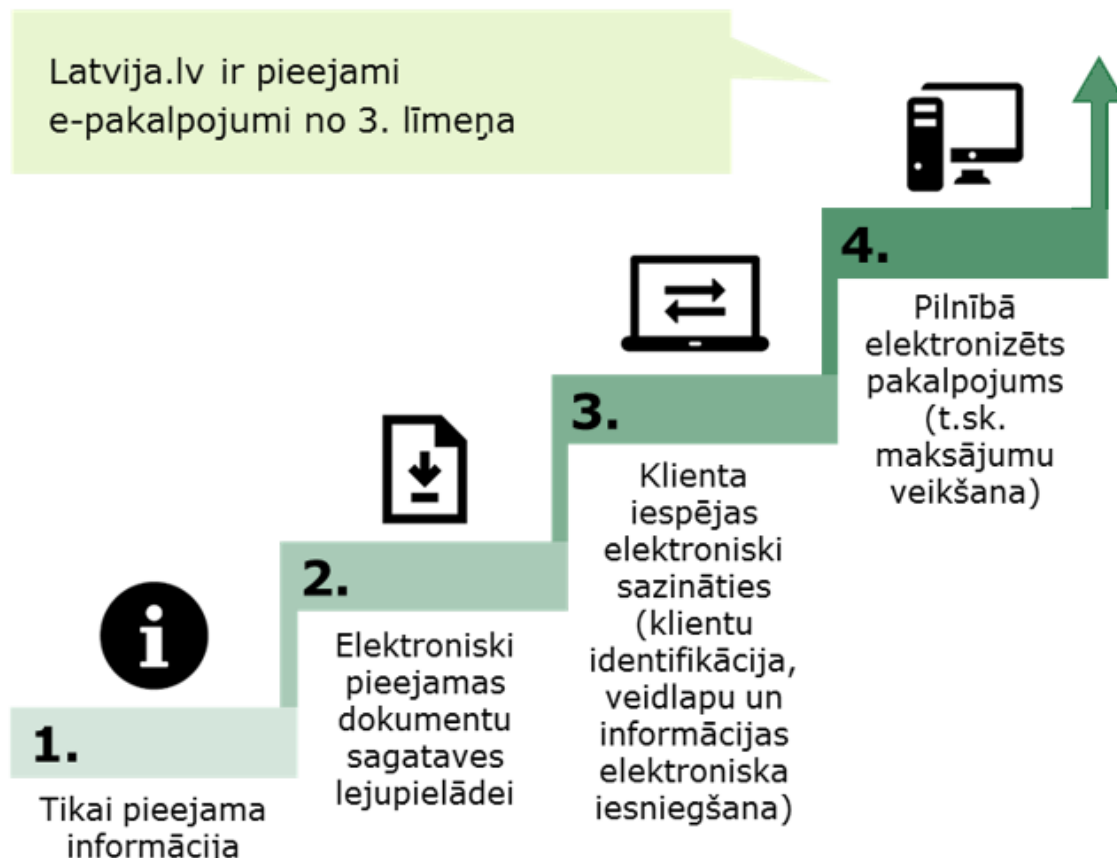 Latvija.lv ir pieejami
e-pakalpojumi no 3. līmeņa
1.
Tikai pieejama
informācija
2.
Elektroniski
pieejamas
dokumentu
sagataves
lejupielādei
3.
Klienta
iespējas
elektroniski
sazināties
(klientu
identifikācija,
veidlapu un
informācijas
elektroniska
iesniegšana)
4.
Pilnībā
elektronizēts
pakalpojums
(t.sk.
maksājumu
veikšana)